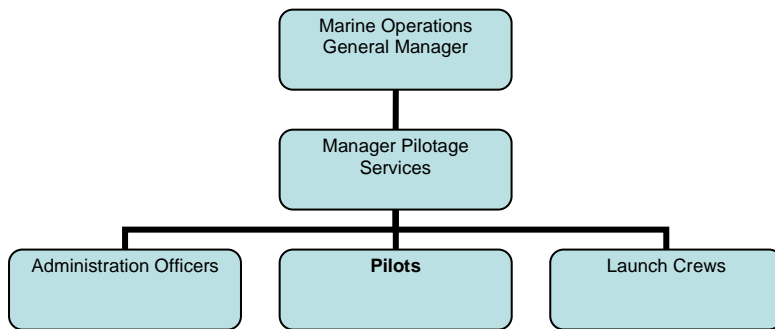 Marine Operations
General Manager
Manager Pilotage
Services
Administration Officers
Pilots
Launch Crews